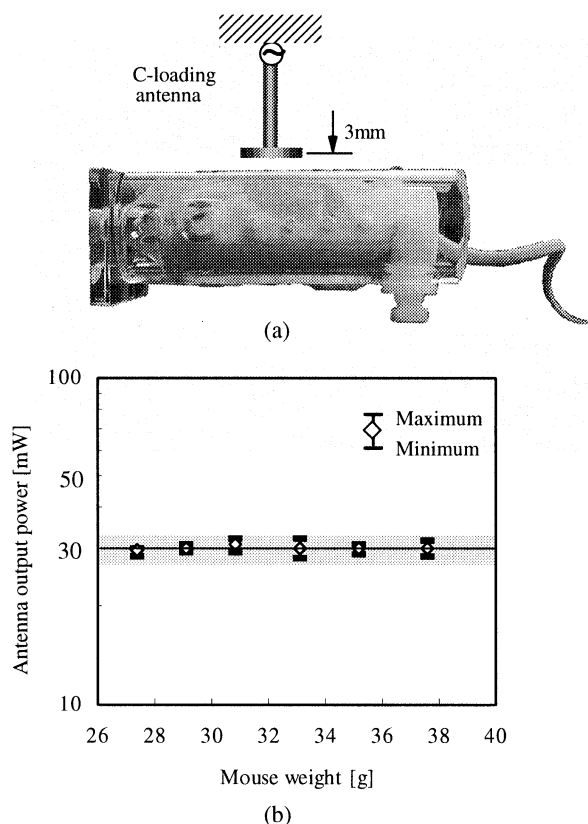 C-loading
antenna
3mm
(a)
100
50
30
10
Antenna output power [mW]
Maximum
Minimum
26 28 30 32 34 36 38 40
Mouse weight [g]
(b)